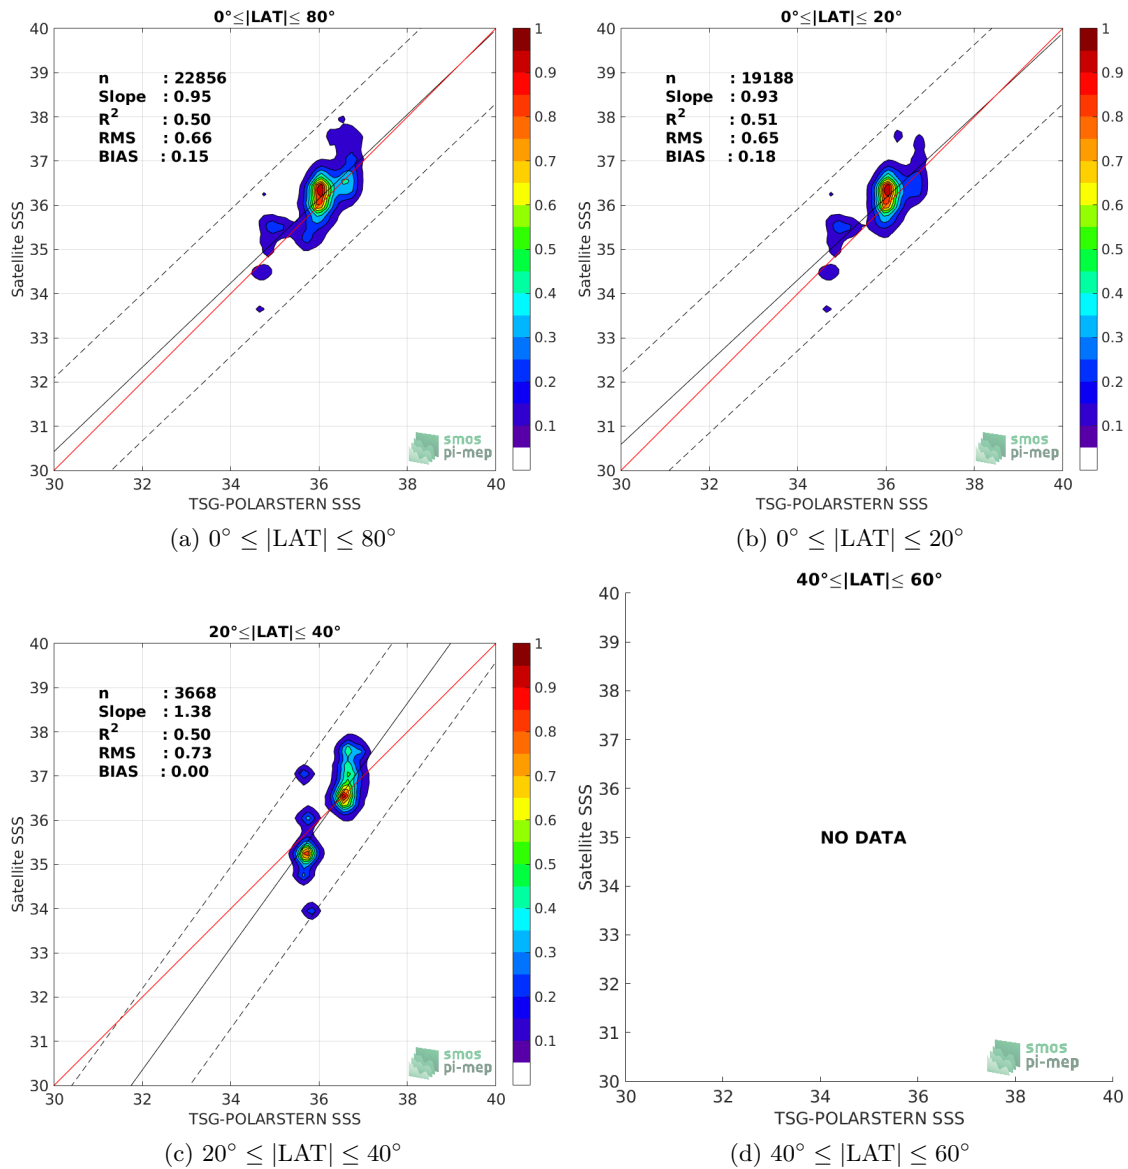 0°≤|LAT|≤ 80°
n : 22856
Slope : 0.95
R2 : 0.50
RMS : 0.66
BIAS : 0.15
Satellite SSS
40
39
38
37
36
35
34
33
32
31
30
30 32 34 36 38 40
TSG-POLARSTERN SSS
1
0.9
0.8
0.7
0.6
0.5
0.4
0.3
0.2
0.1
smos
pi-mep
(a) 0° ≤ |LAT| ≤ 80°
0°≤|LAT|≤ 20°
n : 19188
Slope : 0.93
R2 : 0.51
RMS : 0.65
BIAS : 0.18
Satellite SSS
40
39
38
37
36
35
34
33
32
31
30
30 32 34 36 38 40
TSG-POLARSTERN SSS
1
0.9
0.8
0.7
0.6
0.5
0.4
0.3
0.2
0.1
smos
pi-mep
(b) 0° ≤ |LAT| ≤ 20°
20°≤|LAT|≤ 40°
n : 3668
Slope : 1.38
R2 : 0.50
RMS : 0.73
BIAS : 0.00
Satellite SSS
40
39
38
37
36
35
34
33
32
31
30
30 32 34 36 38 40
TSG-POLARSTERN SSS
1
0.9
0.8
0.7
0.6
0.5
0.4
0.3
0.2
0.1
smos
pi-mep
(c) 20° ≤ |LAT| ≤ 40°
40°≤|LAT|≤ 60°
Satellite SSS
40
39
38
37
36
35
34
33
32
31
30
NO DATA
30 32 34 36 38 40
TSG-POLARSTERN SSS
smos
pi-mep
(d) 40° ≤ |LAT| ≤ 60°